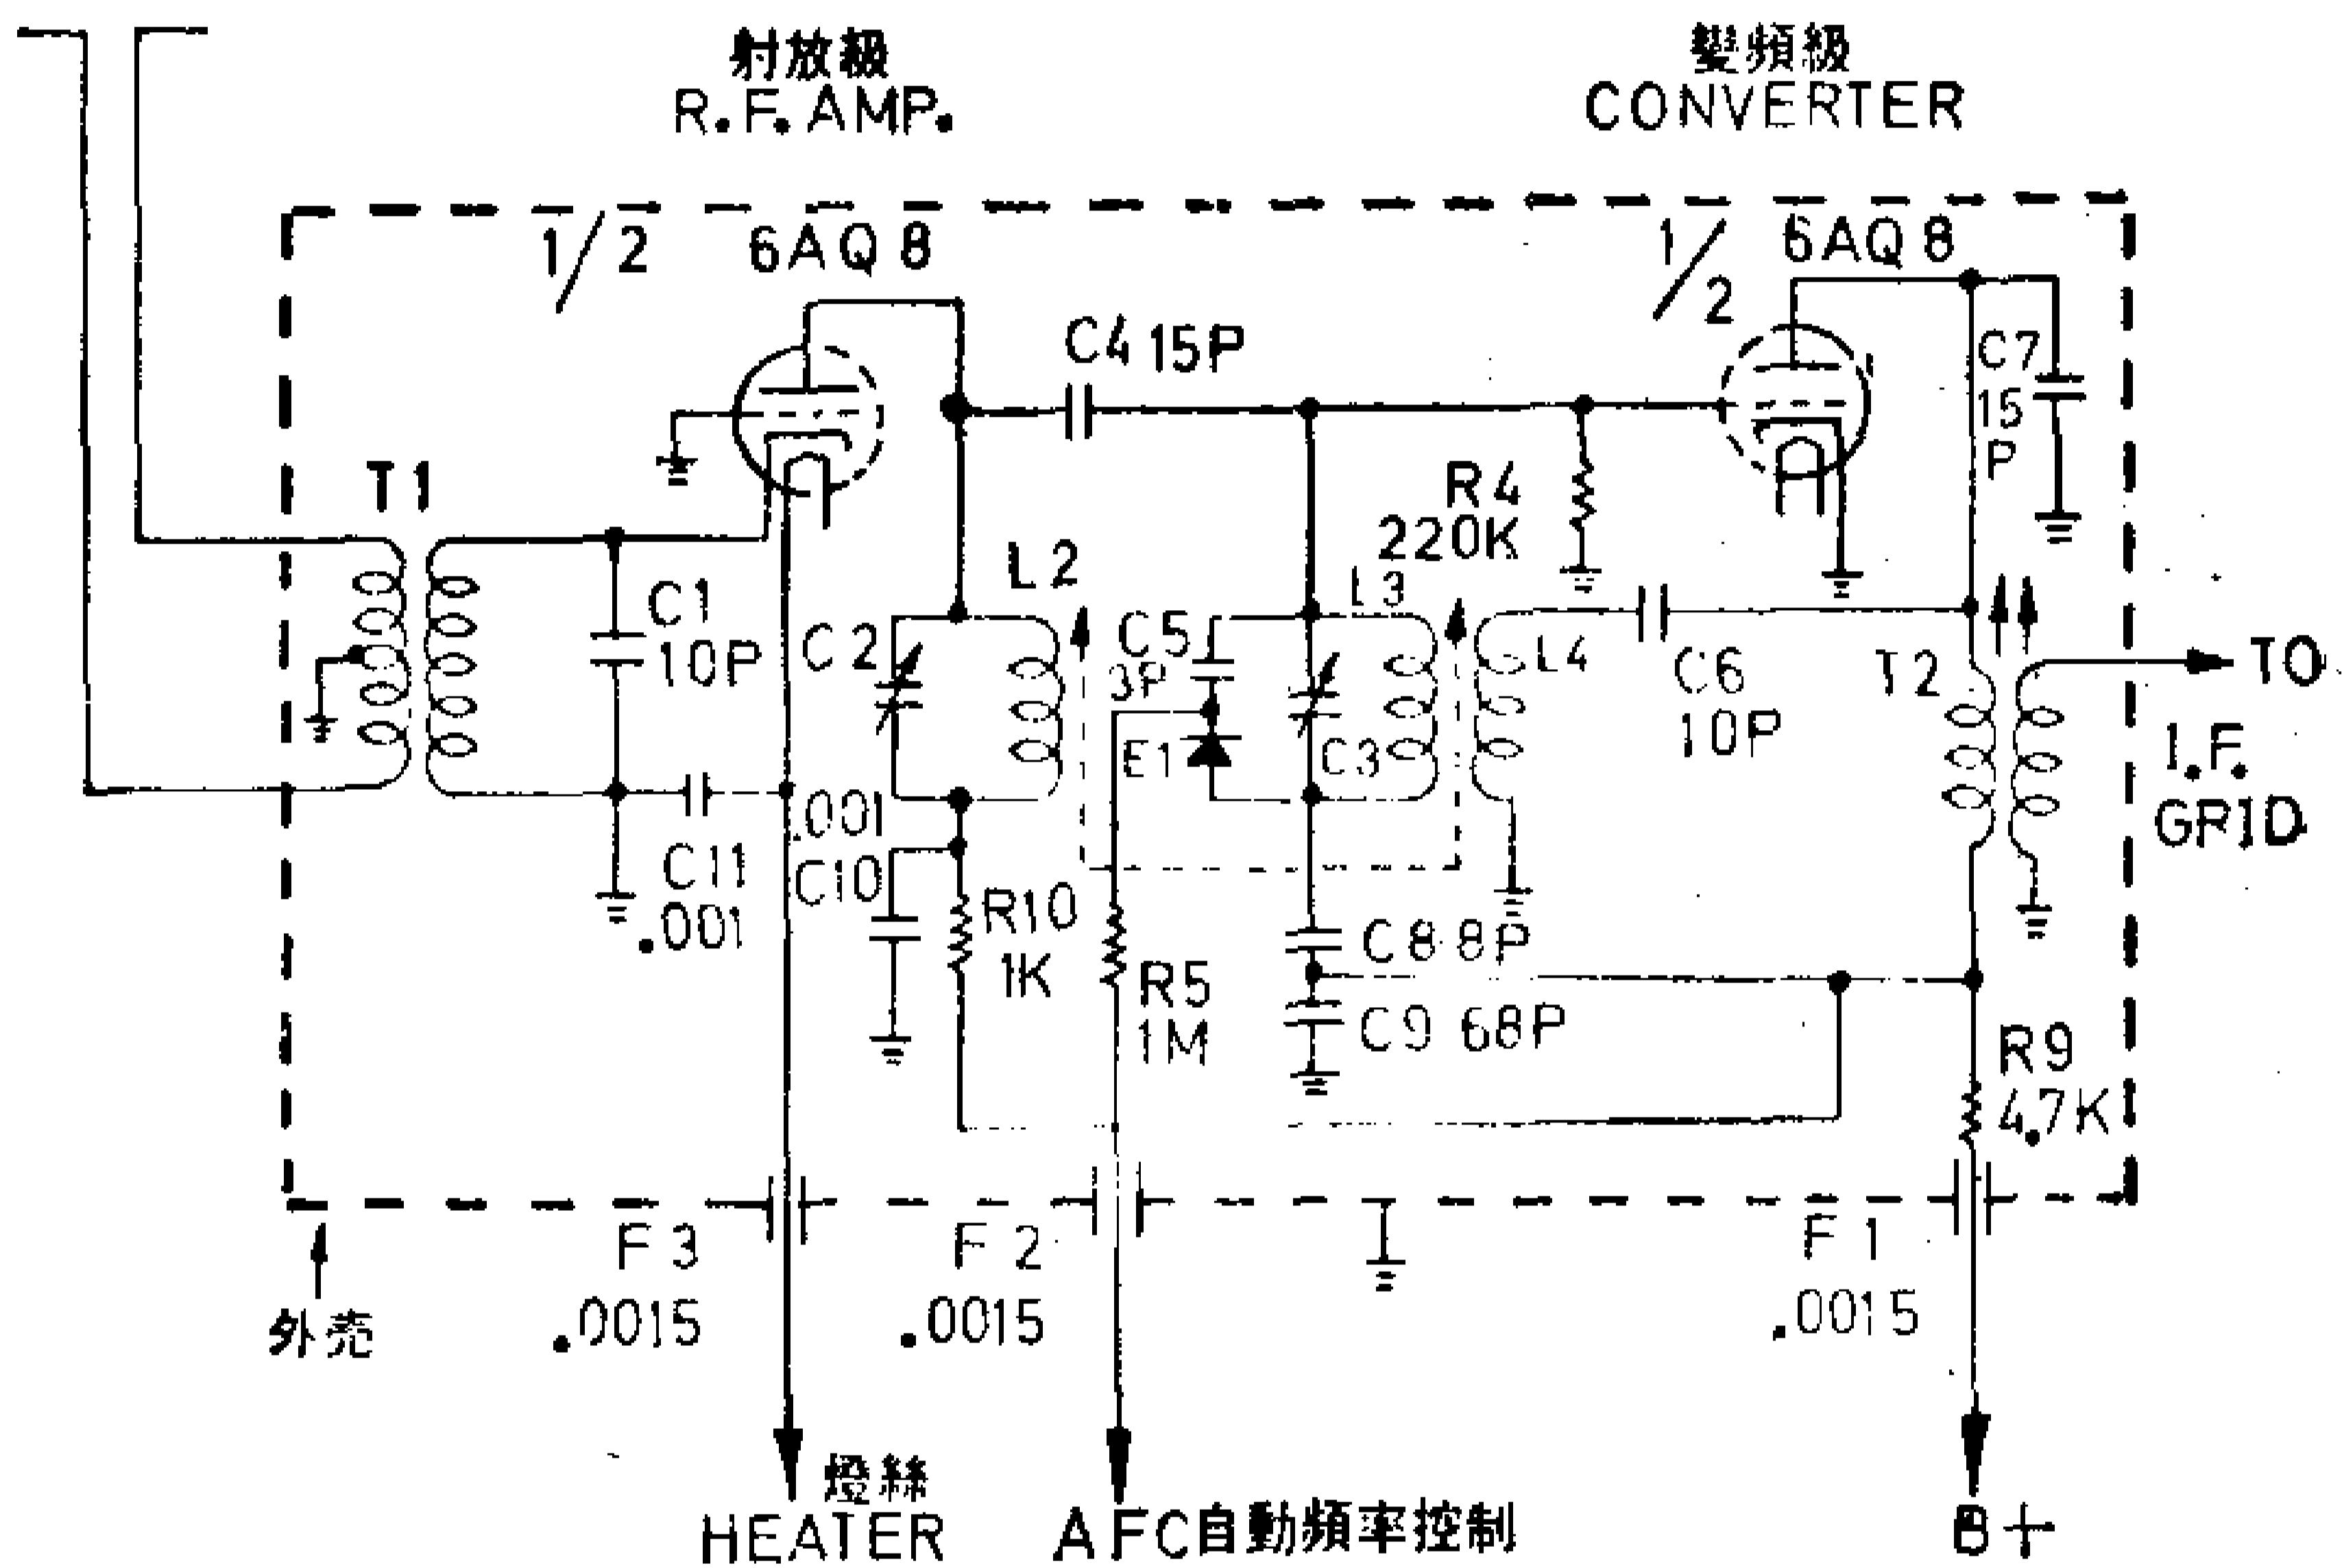 射放級
R.F. AMP.
變頻級
CONVERTER
1/2 6AQ8
1/2 6AQ8
C4 15P
C7
15
P
T1
R4
220K
L2
L3
C1
10P
C2
C5
3P
L4
C6
10P
T2
TO
I.F.
GRID
E1
C3
.001
C10
C11
.001
R10
1K
R5
1M
C8 8P
C9 68P
R9
4.7K
F3
.0015
F2
.0015
F1
.0015
外壳
燈絲
HEATER
AFC自動頻率控制
B+